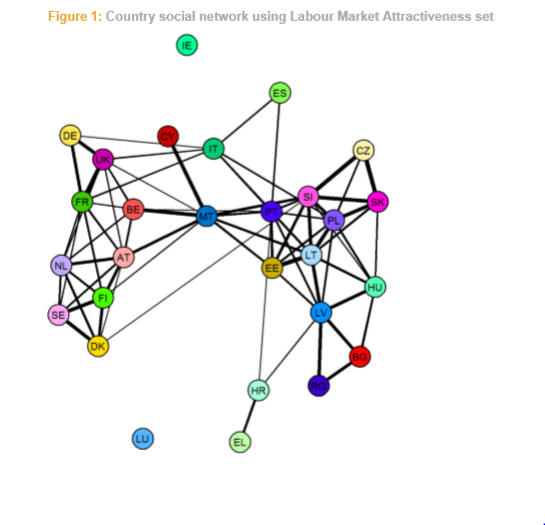 Figure 1: Country social network using Labour Market Attractiveness set
IE
ES
DE
CY
IT
CZ
UK
FR
BE
MT
PT
SI
PL
SK
NL
AT
EE
LT
FI
HU
SE
LV
DK
BG
HR
RO
LU
EL